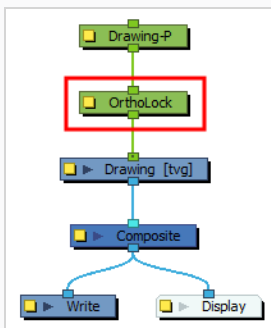 Drawing-P
OrthoLock
Drawing [tvg]
Composite
Write
Display